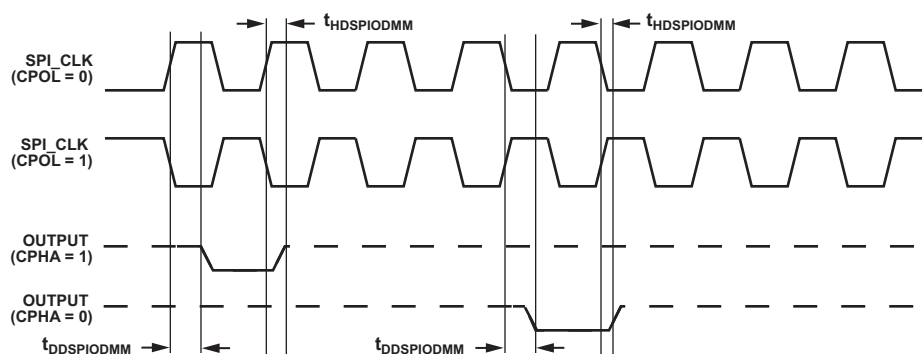 tHDSPIODMM tHDSPIODMM
SPI_CLK
(CPOL = 0)
SPI_CLK
(CPOL = 1)
OUTPUT
(CPHA = 1)
OUTPUT
(CPHA = 0)
tDDSPIODMM tDDSPIODMM